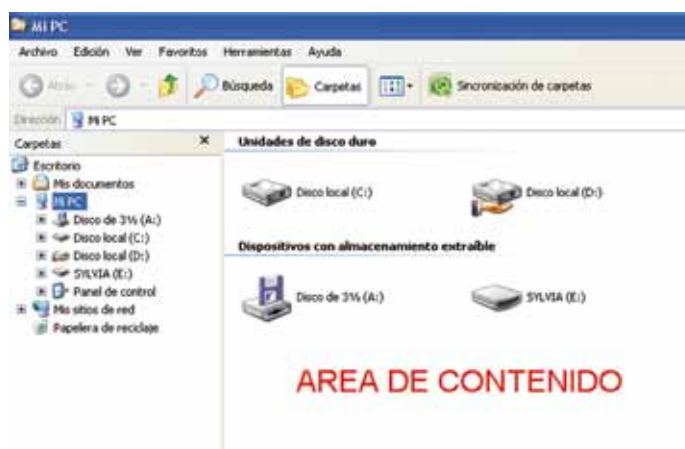 Mi PC
Archivo Edición Ver Favoritos Herramientas Ayuda
Atrás Búsqueda Carpetas Sincronización de carpetas
Dirección Mi PC
Carpetas × Unidades de disco duro
Escritorio
Mis documentos
Mi PC
Disco de 3½ (A:)
Disco local (C:)
Disco local (D:)
SYLVIA (E:)
Panel de control
Mis sitios de red
Papelera de reciclaje
Disco local (C:) Disco local (D:)
Dispositivos con almacenamiento extraíble
Disco de 3½ (A:) SYLVIA (E:)
AREA DE CONTENIDO